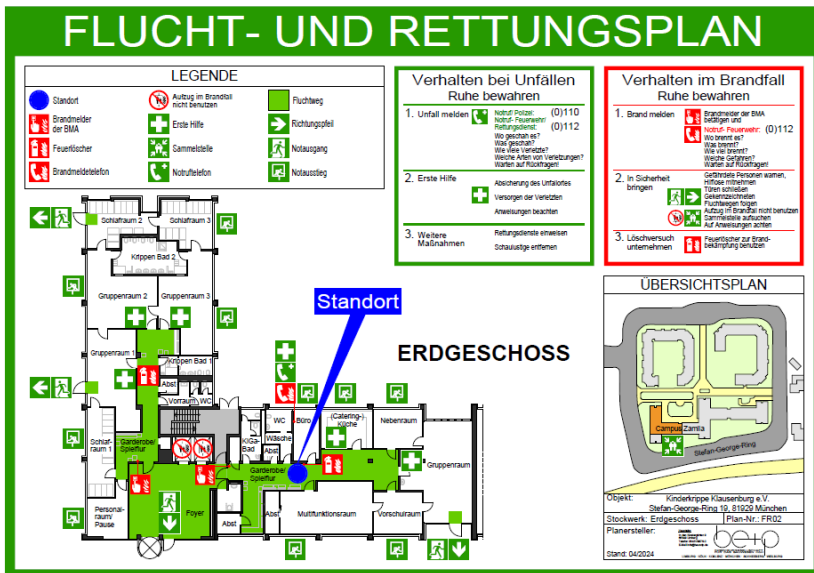 FLUCHT- UND RETTUNGSPLAN
LEGENDE
Standort
Brandmelder
der BMA
Feuerlöscher
Brandmeldetelefon
Aufzug im Brandfall
nicht benutzen
Erste Hilfe
Sammelstelle
Notruftelefon
Fluchtweg
Richtungspfeil
Notausgang
Notausstieg
Verhalten bei Unfällen
Ruhe bewahren
1. Unfall melden
Notruf/ Polizei: (0)110
Notruf- Feuerwehr/
Rettungsdienst: (0)112
Wo geschah es?
Was geschah?
Wie viele Verletzte?
Welche Arten von Verletzungen?
Warten auf Rückfragen!
2. Erste Hilfe
Absicherung des Unfallortes
Versorgen der Verletzten
Anweisungen beachten
3. Weitere
Maßnahmen
Rettungsdienste einweisen
Schaulustige entfernen
Verhalten im Brandfall
Ruhe bewahren
1. Brand melden
Brandmelder der BMA
betätigen und
Notruf- Feuerwehr: (0)112
Wo brennt es?
Was brennt?
Wie viel brennt?
Welche Gefahren?
Warten auf Rückfragen!
2. In Sicherheit
bringen
Gefährdete Personen warnen,
Hilflose mitnehmen
Türen schließen
Gekennzeichneten
Fluchtwegen folgen
Aufzug im Brandfall nicht benutzen
Sammelstelle aufsuchen
Auf Anweisungen achten
3. Löschversuch
unternehmen
Feuerlöscher zur Brand-
bekämpfung benutzen
Schlafraum 2
Schlafraum 3
Krippen Bad 2
Gruppenraum 2
Gruppenraum 3
Gruppenraum 1
Krippen Bad 1
Abst
Vorraum
WC
Schlaf-
raum 1
Garderobe/
Spielflur
Personal-
raum/
Pause
Foyer
Standort
ERDGESCHOSS
KiGa-
Bad
WC
Wäsche
Abst
Büro
(Catering-)
Küche
Nebenraum
Gruppenraum
Garderobe/
Spielflur
Abst
Abst
Multifunktionsraum
Vorschulraum
ÜBERSICHTSPLAN
Campus Zamila
Stefan-George-Ring
Objekt: Kinderkrippe Klausenburg e.V.
Stefan-George-Ring 19, 81929 München
Stockwerk: Erdgeschoss
Plan-Nr.: FR02
Planersteller:
be+p
Stand: 04/2024